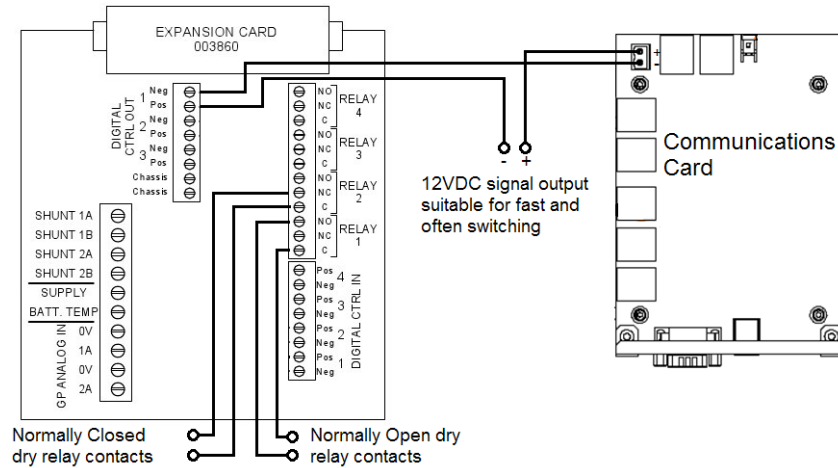 EXPANSION CARD
003860
DIGITAL
CTRL OUT
1 Neg
Pos
2 Neg
Pos
3 Neg
Pos
Chassis
Chassis
NO
NC
C
RELAY
4
NO
NC
C
RELAY
3
NO
NC
C
RELAY
2
NO
NC
C
RELAY
1
SHUNT 1A
SHUNT 1B
SHUNT 2A
SHUNT 2B
SUPPLY
BATT. TEMP
GP ANALOG IN
0V
1A
0V
2A
Pos 4
Neg
Pos 3
Neg
Pos 2
Neg
Pos 1
Neg
DIGITAL CTRL IN
Normally Closed
dry relay contacts
Normally Open dry
relay contacts
- +
12VDC signal output
suitable for fast and
often switching
+
-
Communications
Card